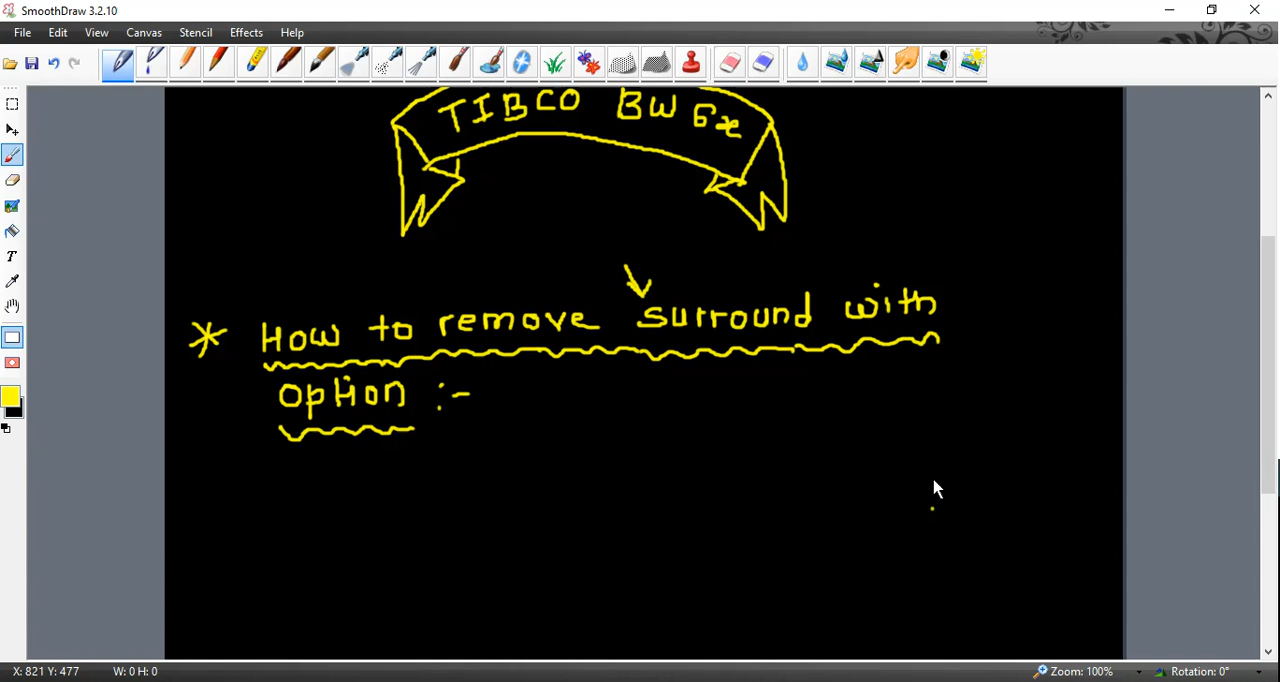 SmoothDraw 3.2.10
File Edit View Canvas Stencil Effects Help
TIBCO BW 6x
* How to remove surround with
option :-
X: 821 Y: 477 W: 0 H: 0 Zoom: 100% Rotation: 0°